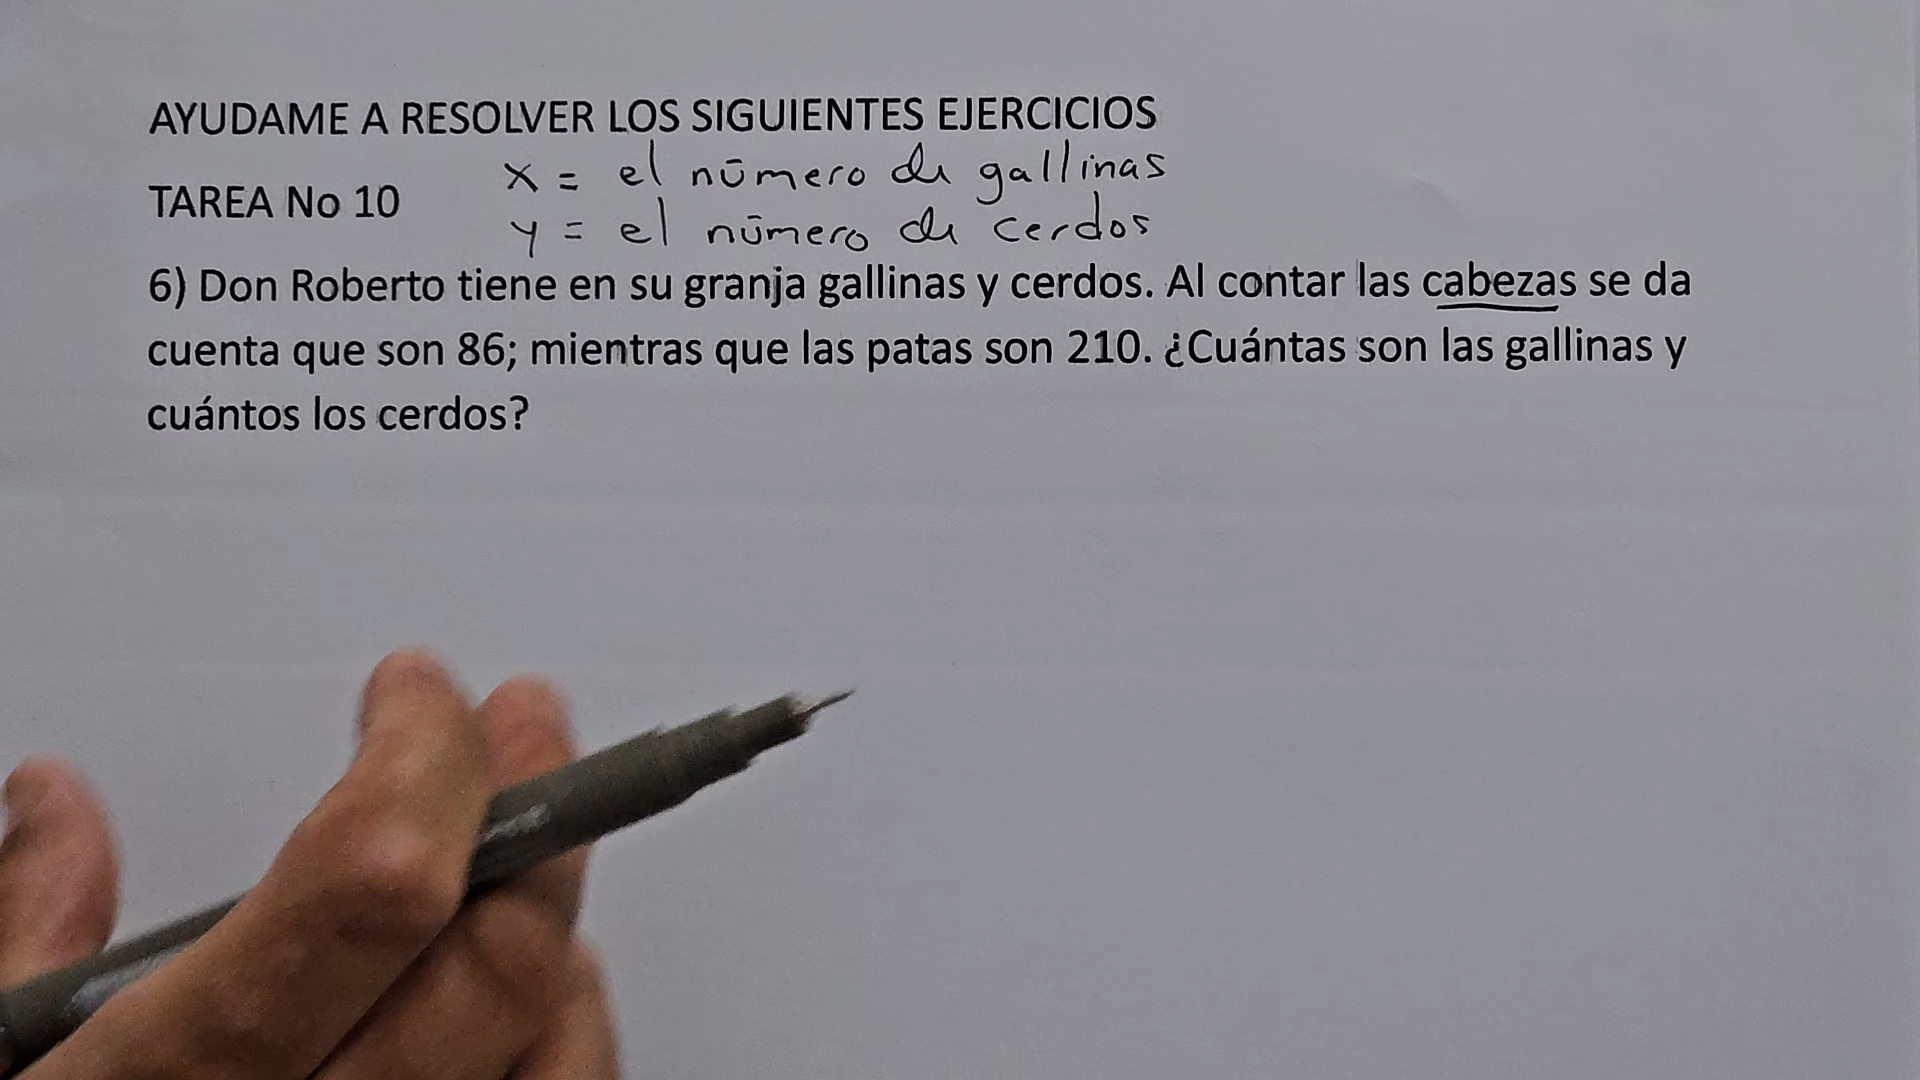 AYUDAME A RESOLVER LOS SIGUIENTES EJERCICIOS
x = el número de gallinas
TAREA No 10
y = el número de cerdos
6) Don Roberto tiene en su granja gallinas y cerdos. Al contar las cabezas se da
cuenta que son 86; mientras que las patas son 210. ¿Cuántas son las gallinas y
cuántos los cerdos?